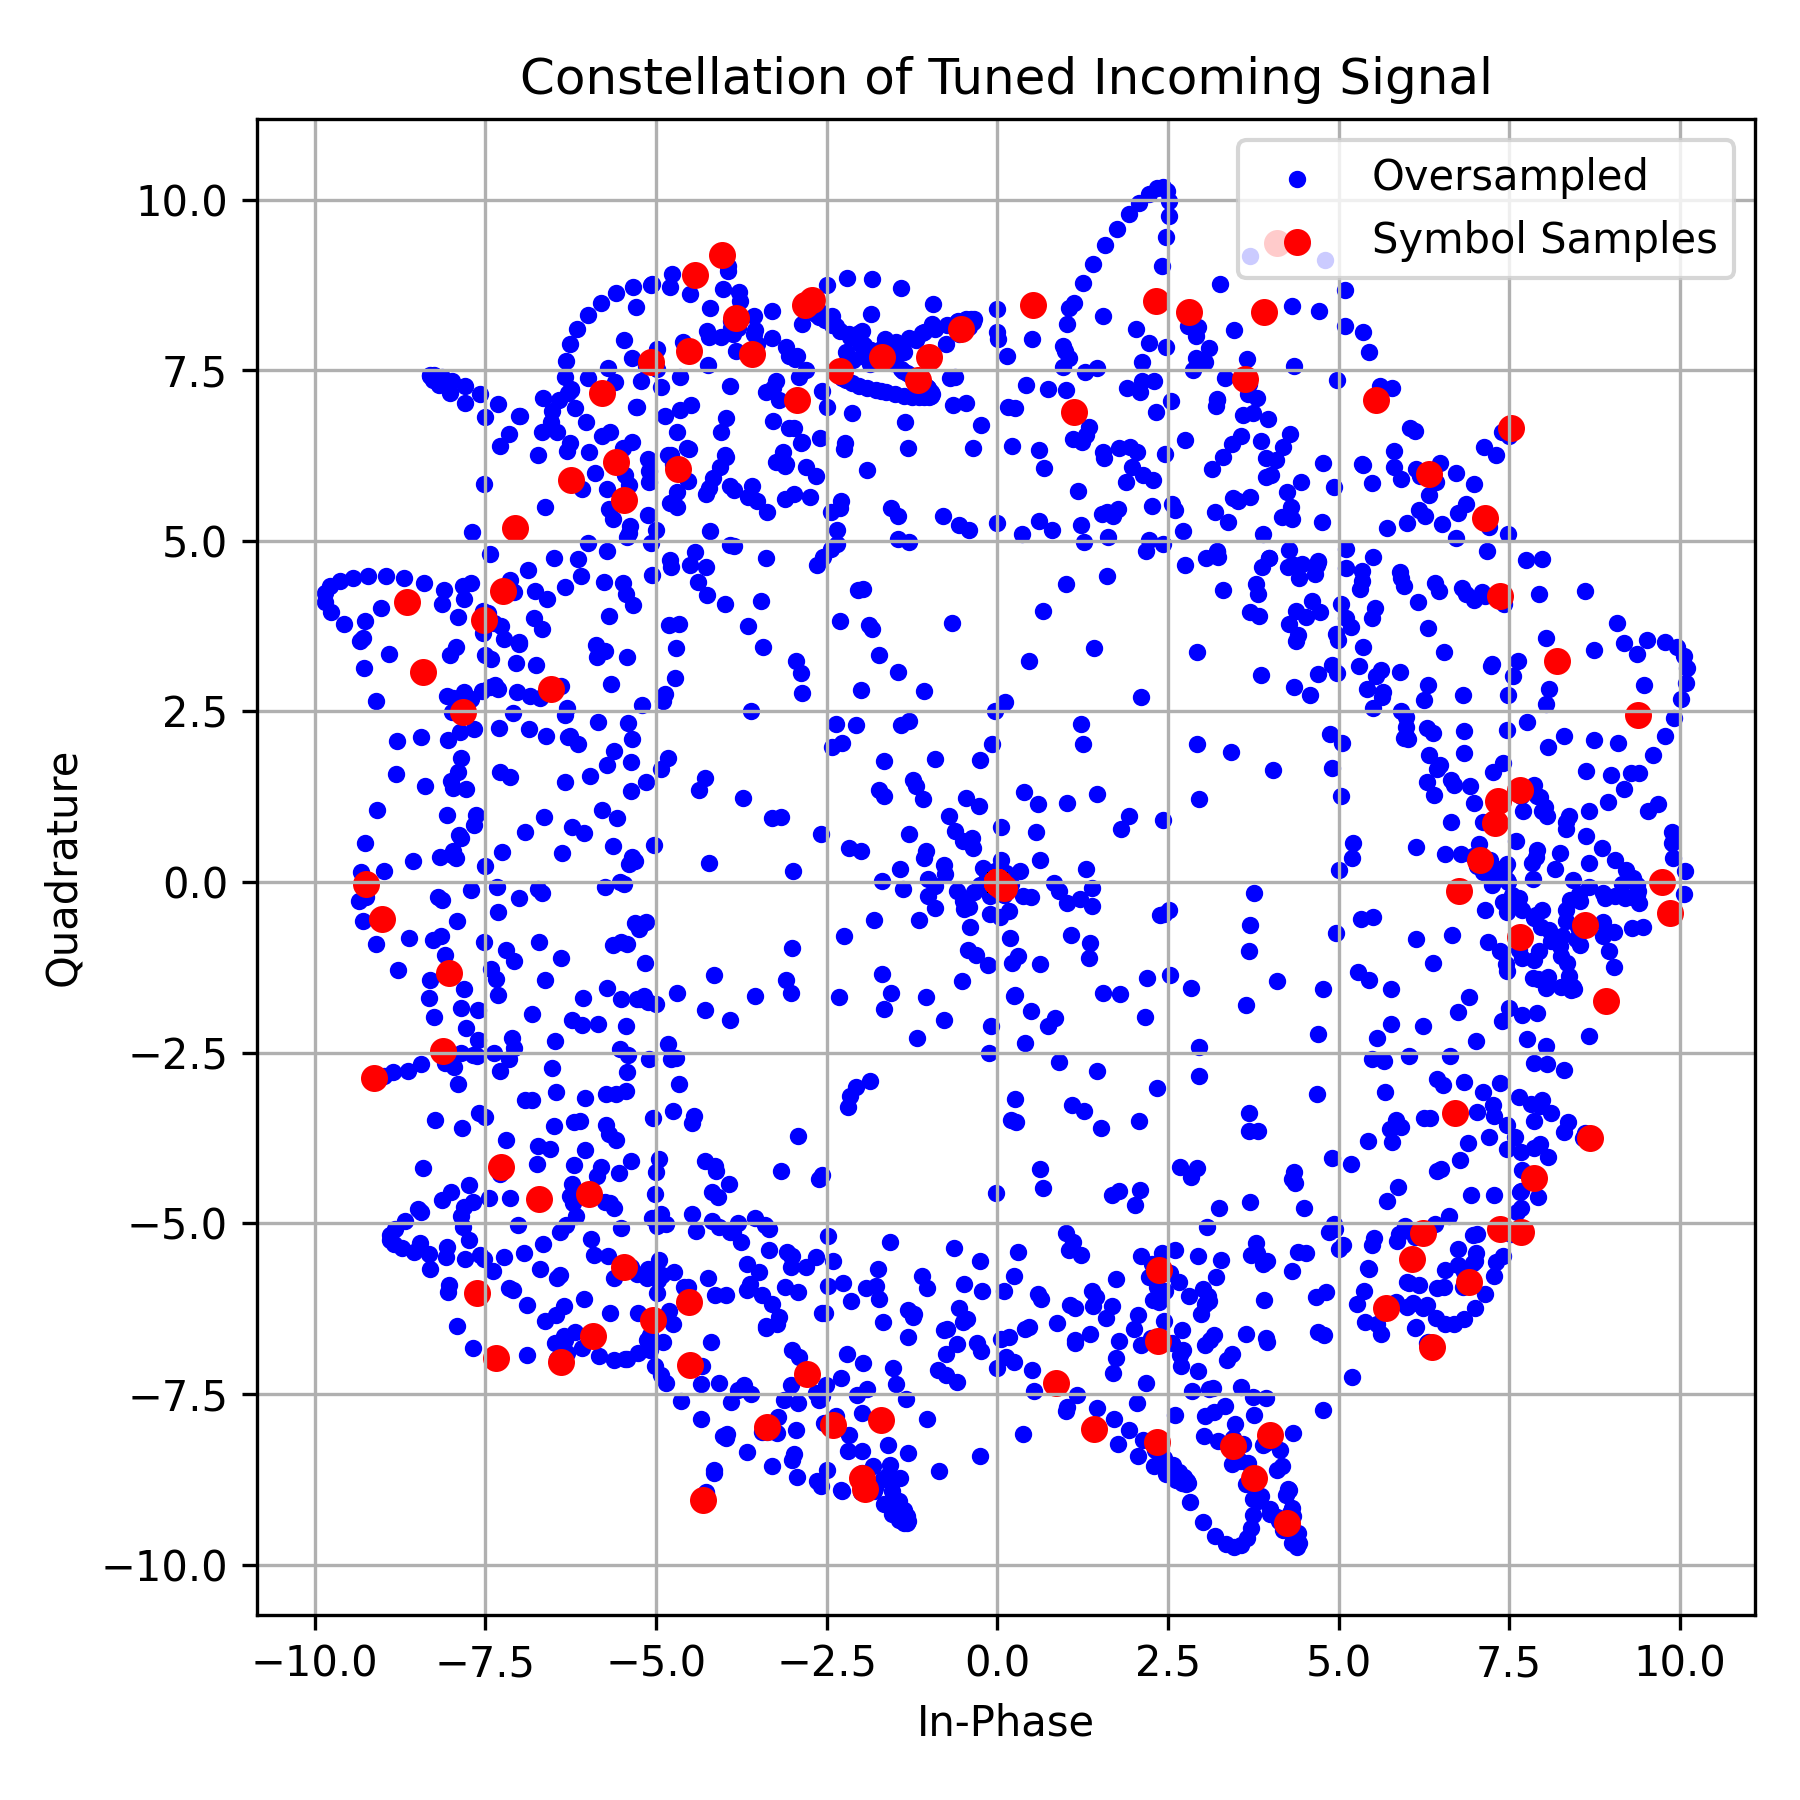 Constellation of Tuned Incoming Signal
Oversampled
Symbol Samples
10.0
7.5
5.0
2.5
0.0
−2.5
−5.0
−7.5
−10.0
Quadrature
−10.0 −7.5 −5.0 −2.5 0.0 2.5 5.0 7.5 10.0
In-Phase